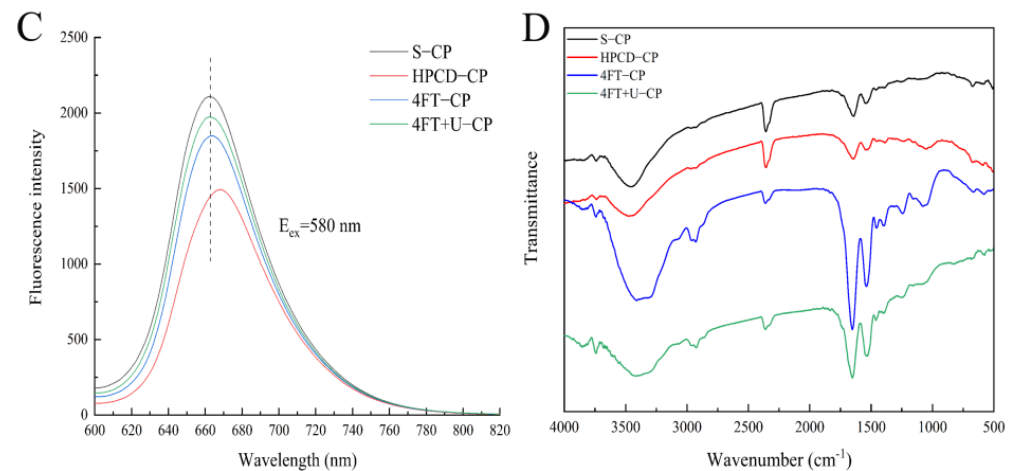 C
2500
2000
1500
1000
500
0
Fluorescence intensity
S−CP
HPCD−CP
4FT−CP
4FT+U−CP
Eex=580 nm
600 620 640 660 680 700 720 740 760 780 800 820
Wavelength (nm)
D
S−CP
HPCD−CP
4FT−CP
4FT+U−CP
Transmittance
4000 3500 3000 2500 2000 1500 1000 500
Wavenumber (cm-1)